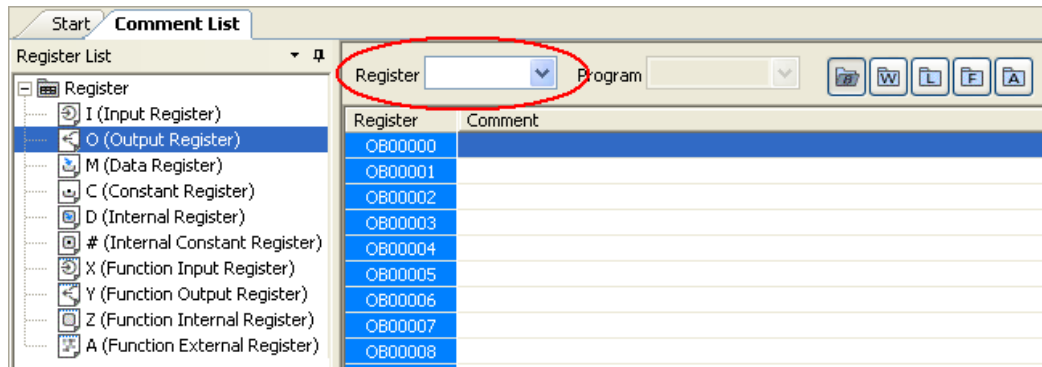 Start Comment List
Register List
Register
I (Input Register)
O (Output Register)
M (Data Register)
C (Constant Register)
D (Internal Register)
# (Internal Constant Register)
X (Function Input Register)
Y (Function Output Register)
Z (Function Internal Register)
A (Function External Register)
Register Program B W L F A
Register Comment
OB00000
OB00001
OB00002
OB00003
OB00004
OB00005
OB00006
OB00007
OB00008